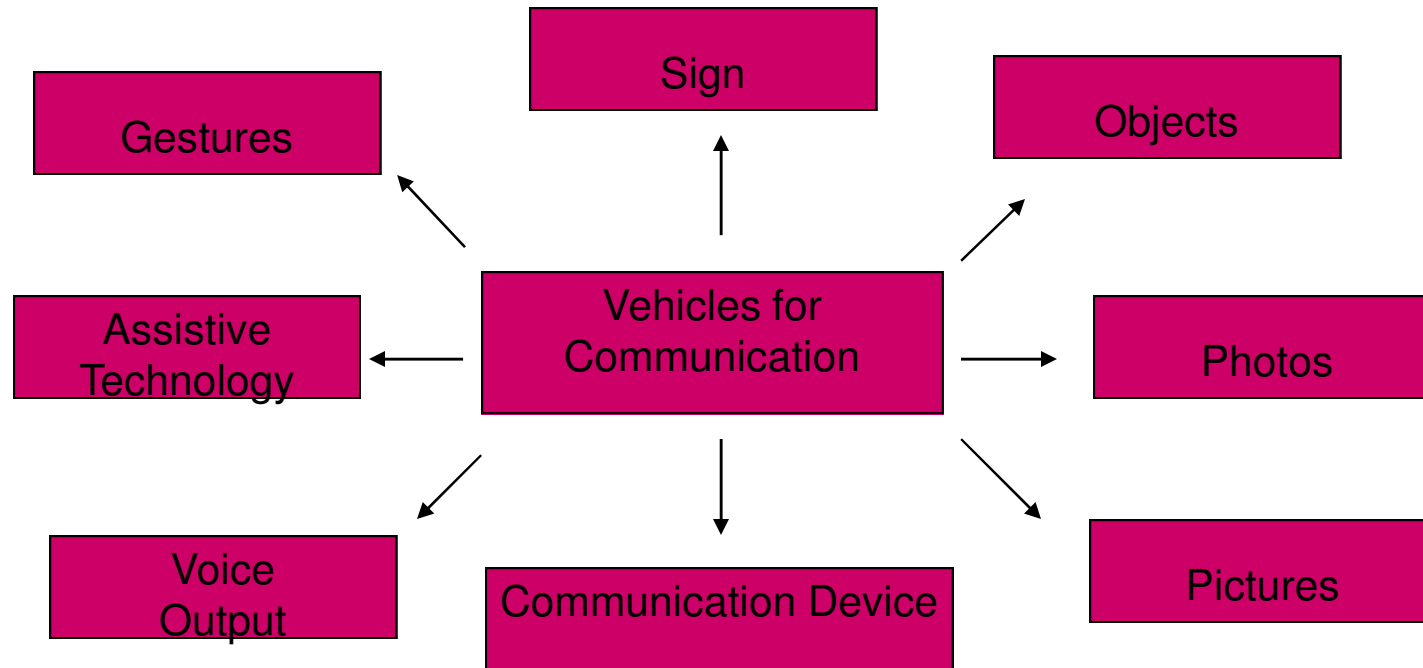 Sign
Gestures
Objects
Vehicles for
Communication
Assistive
Technology
Photos
Voice
Output
Communication Device
Pictures